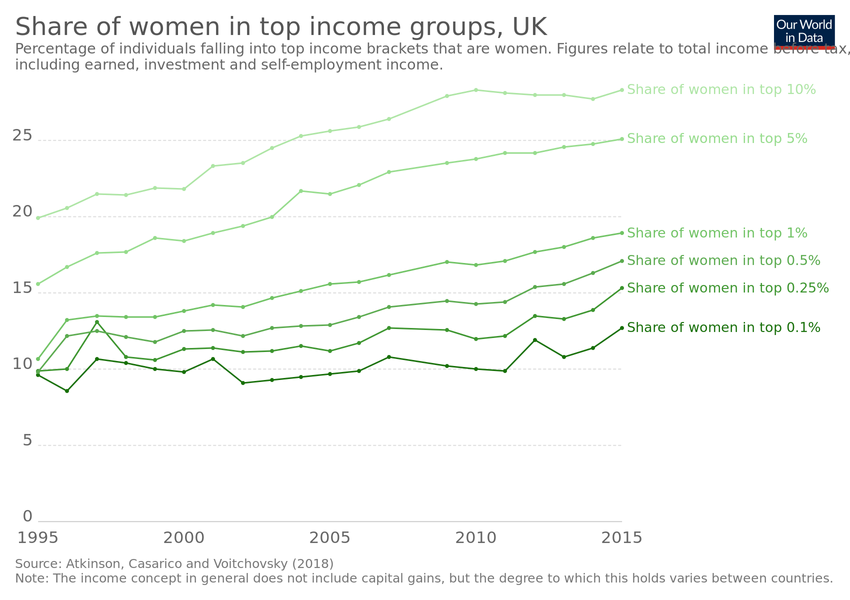 Share of women in top income groups, UK
Our World
in Data
Percentage of individuals falling into top income brackets that are women. Figures relate to total income before tax,
including earned, investment and self-employment income.
Share of women in top 10%
25
Share of women in top 5%
20
Share of women in top 1%
Share of women in top 0.5%
15
Share of women in top 0.25%
Share of women in top 0.1%
10
5
0
1995 2000 2005 2010 2015
Source: Atkinson, Casarico and Voitchovsky (2018)
Note: The income concept in general does not include capital gains, but the degree to which this holds varies between countries.